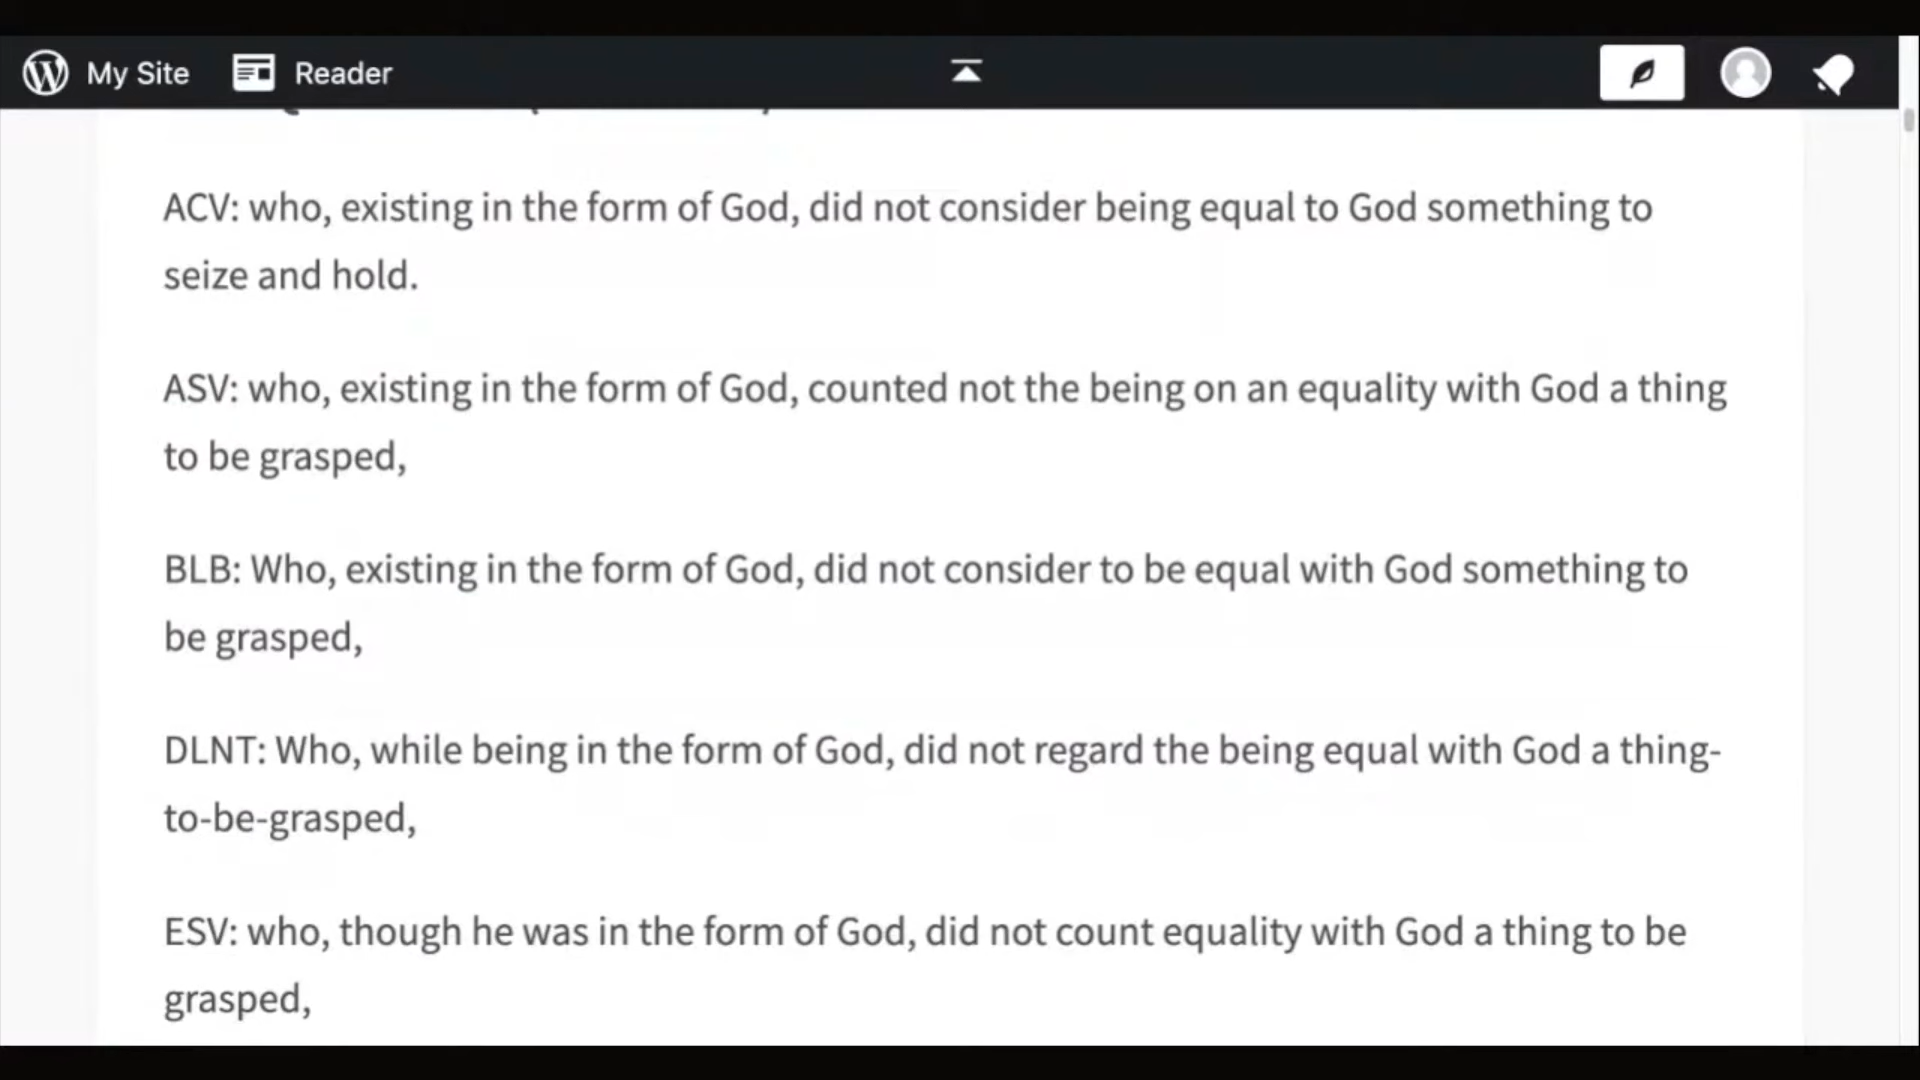 My Site Reader
ACV: who, existing in the form of God, did not consider being equal to God something to
seize and hold.
ASV: who, existing in the form of God, counted not the being on an equality with God a thing
to be grasped,
BLB: Who, existing in the form of God, did not consider to be equal with God something to
be grasped,
DLNT: Who, while being in the form of God, did not regard the being equal with God a thing-
to-be-grasped,
ESV: who, though he was in the form of God, did not count equality with God a thing to be
grasped,